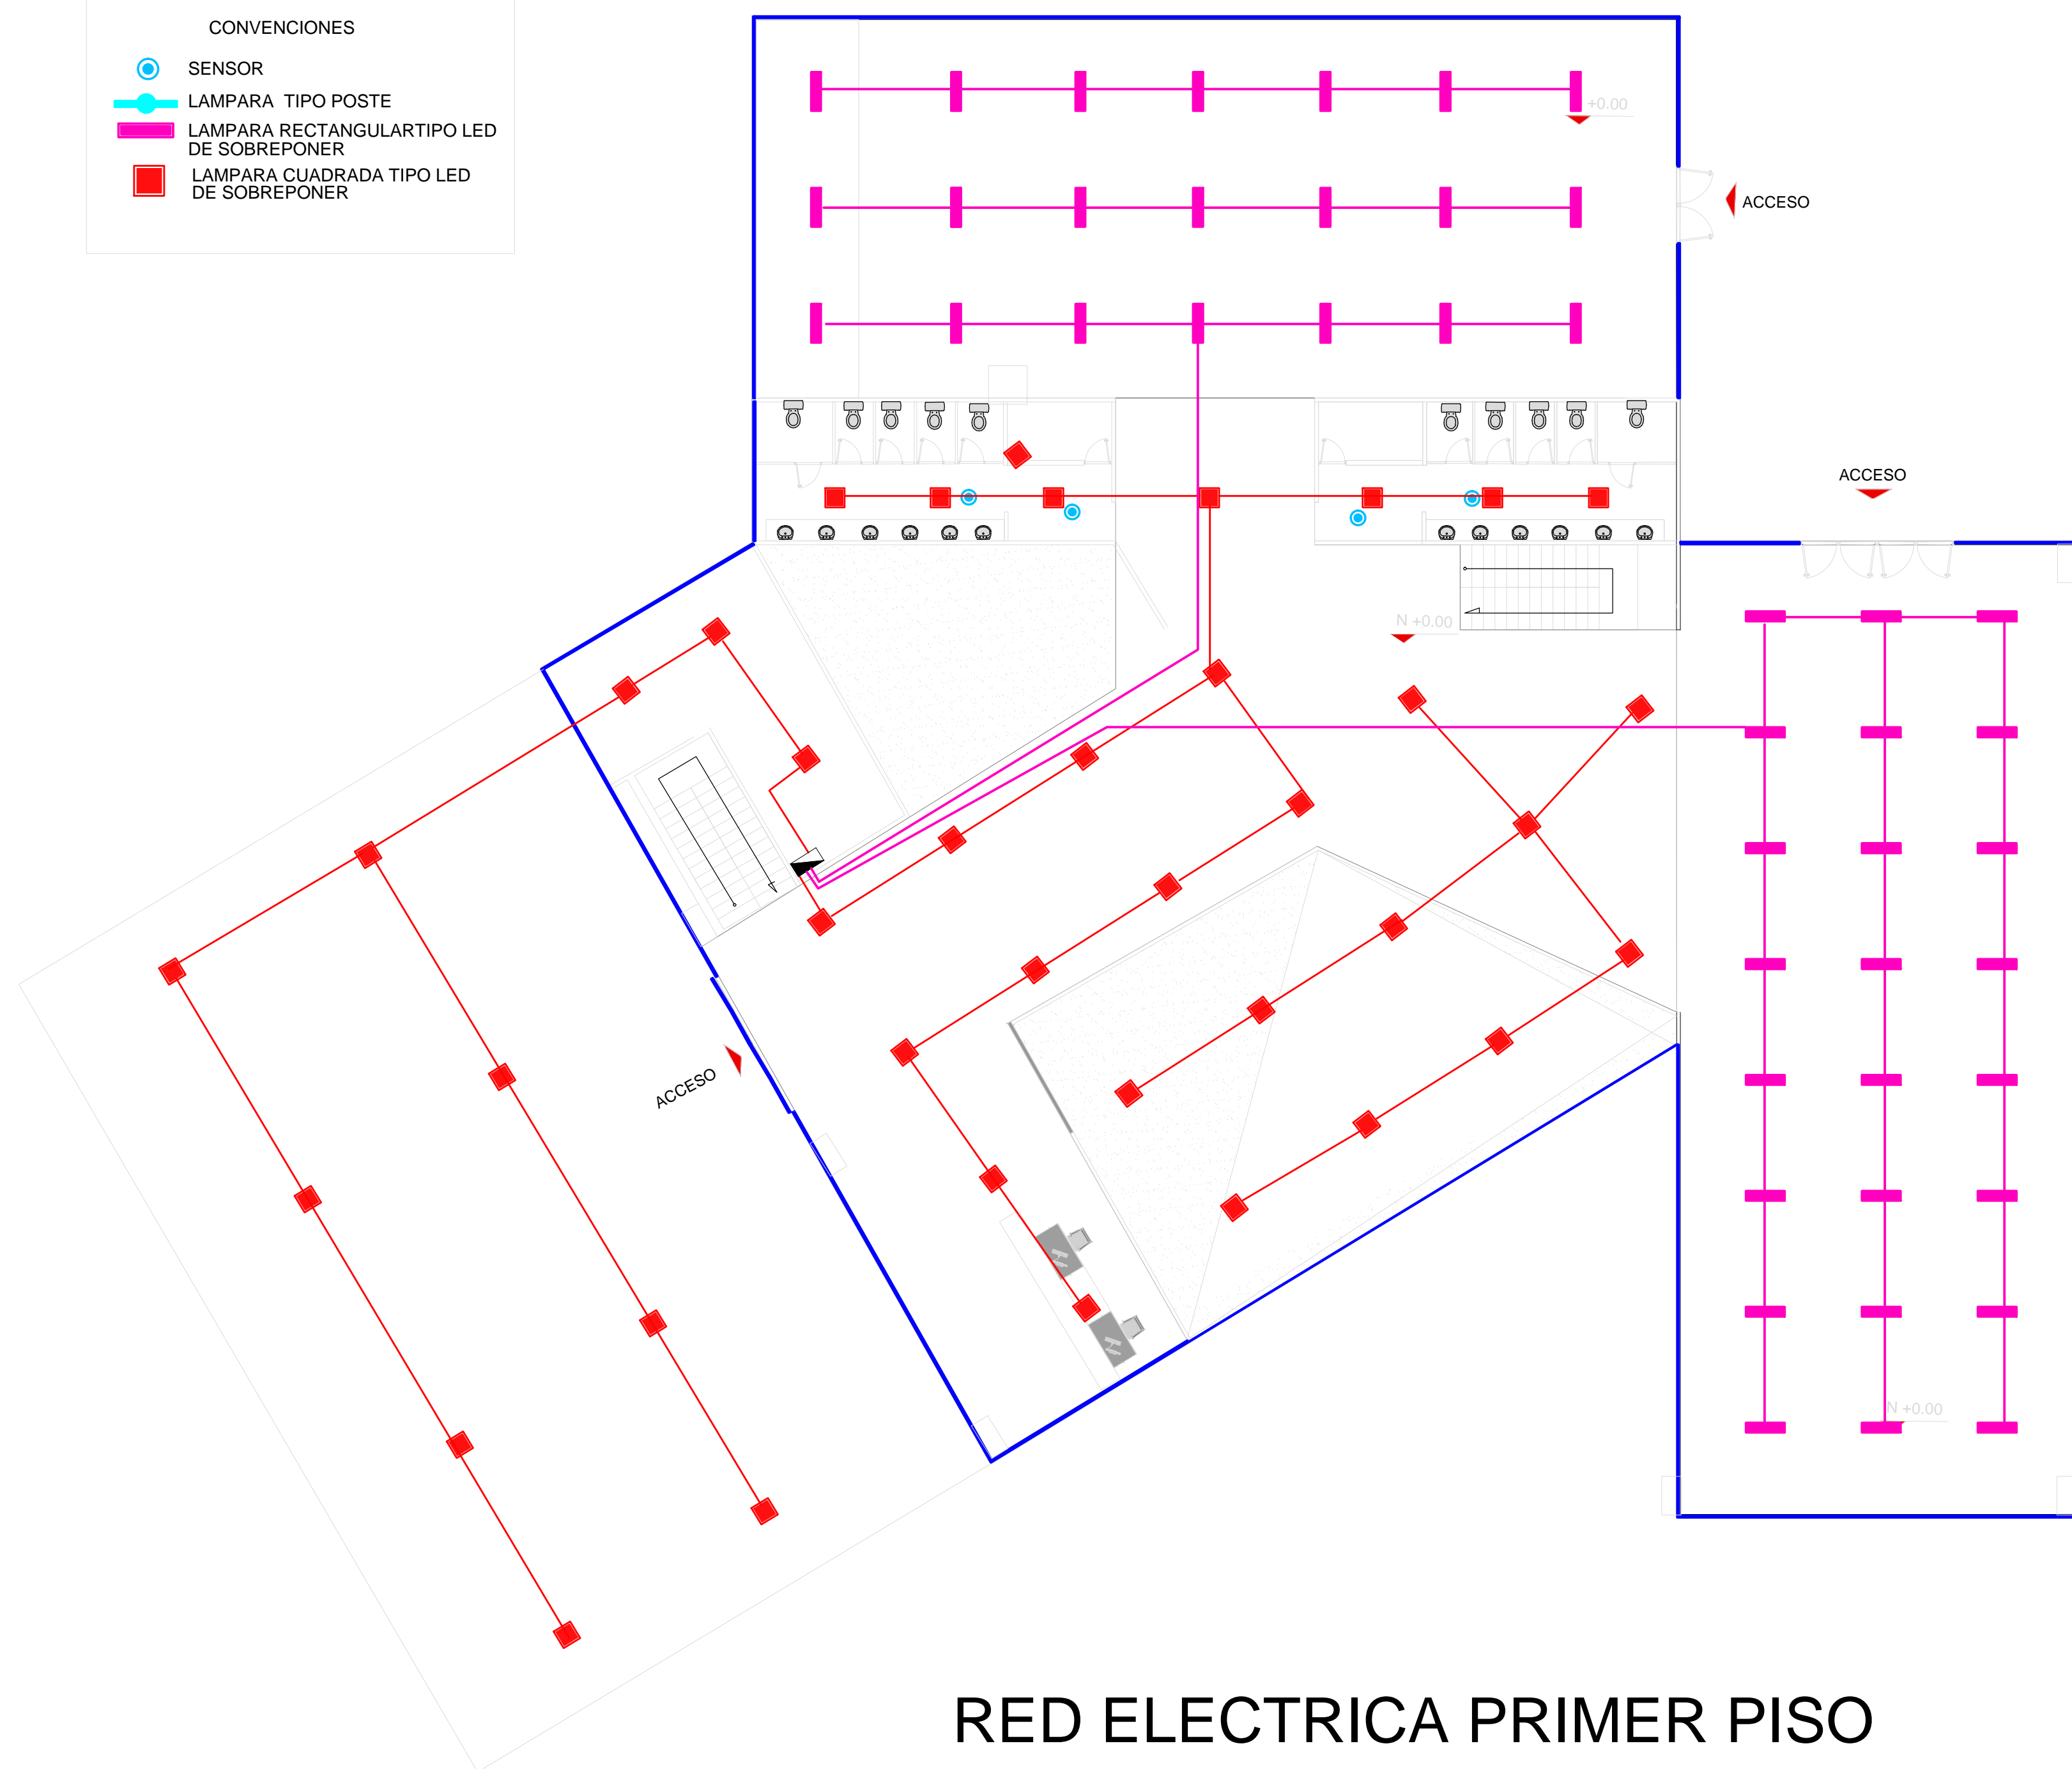 CONVENCIONES
SENSOR
LAMPARA TIPO POSTE
LAMPARA RECTANGULARTIPO LED
DE SOBREPONER
LAMPARA CUADRADA TIPO LED
DE SOBREPONER
+0.00
ACCESO
ACCESO
N +0.00
ACCESO
N +0.00
RED ELECTRICA PRIMER PISO